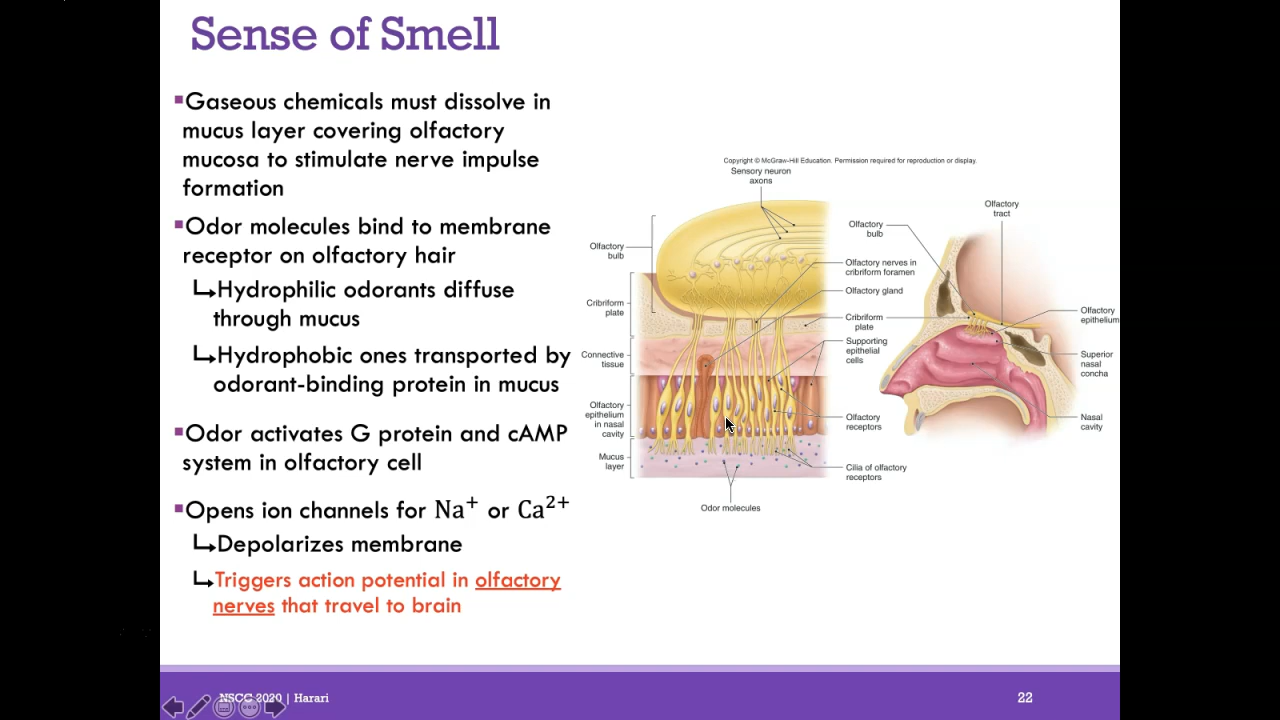 Sense of Smell
▪Gaseous chemicals must dissolve in
mucus layer covering olfactory
mucosa to stimulate nerve impulse
formation
▪Odor molecules bind to membrane
receptor on olfactory hair
Hydrophilic odorants diffuse
through mucus
Hydrophobic ones transported by
odorant-binding protein in mucus
▪Odor activates G protein and cAMP
system in olfactory cell
▪Opens ion channels for Na⁺ or Ca²⁺
Depolarizes membrane
Triggers action potential in olfactory
nerves that travel to brain
Copyright © McGraw-Hill Education. Permission required for reproduction or display.
Sensory neuron
axons
Olfactory
bulb
Cribriform
plate
Connective
tissue
Olfactory
epithelium
in nasal
cavity
Mucus
layer
Odor molecules
Olfactory
bulb
Olfactory nerves in
cribriform foramen
Olfactory gland
Cribriform
plate
Supporting
epithelial
cells
Olfactory
receptors
Cilia of olfactory
receptors
Olfactory
tract
Olfactory
epithelium
Superior
nasal
concha
Nasal
cavity
NSCC 2020 | Harari
22